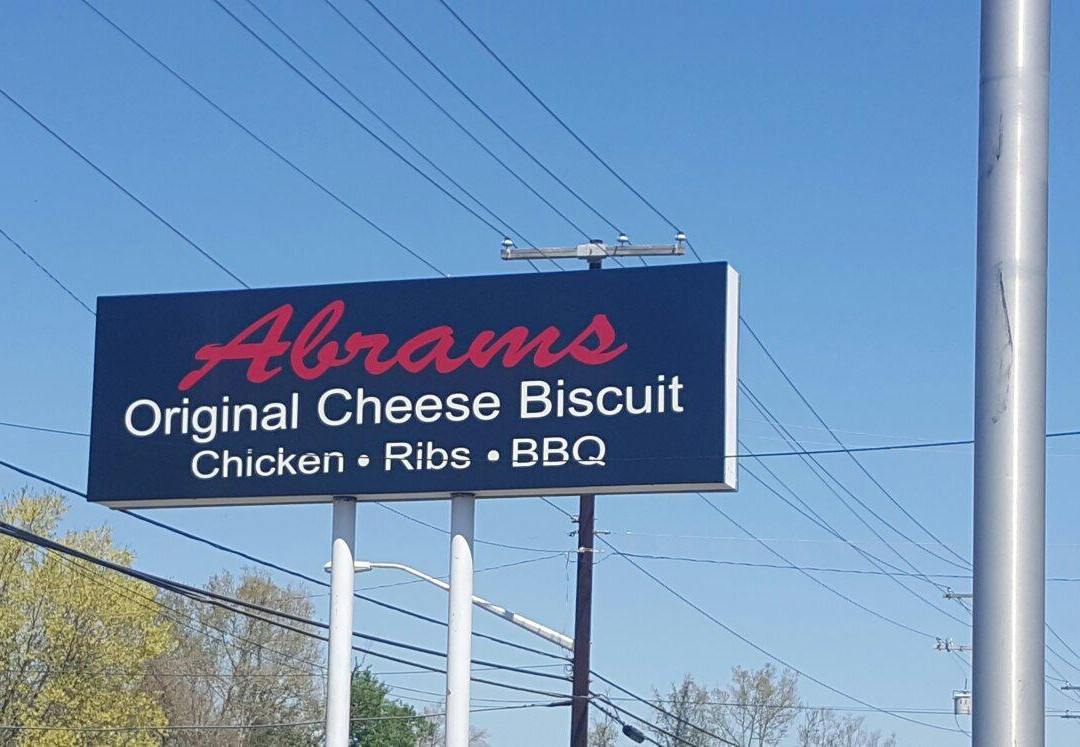 Abrams
Original Cheese Biscuit
Chicken • Ribs • BBQ